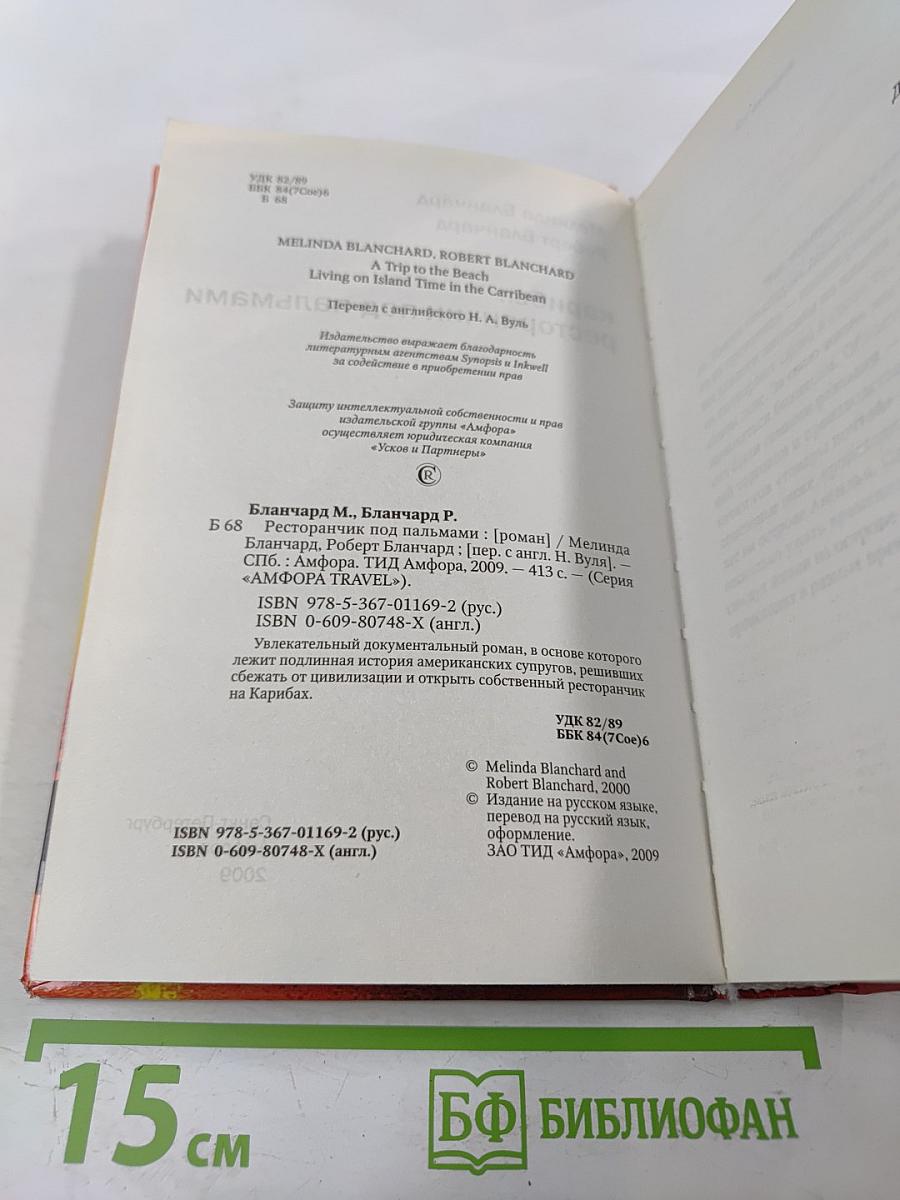 УДК 82/89
ББК 84(7Сое)6
Б 68
MELINDA BLANCHARD, ROBERT BLANCHARD
A Trip to the Beach
Living on Island Time in the Carribean
Перевел с английского Н. А. Вуль
Издательство выражает благодарность
литературным агентствам Synopsis и Inkwell
за содействие в приобретении прав
Защиту интеллектуальной собственности и прав
издательской группы «Амфора»
осуществляет юридическая компания
«Усков и Партнеры»
CR
Бланчард М., Бланчард Р.
Б 68 Ресторанчик под пальмами : [роман] / Мелинда
Бланчард, Роберт Бланчард ; [пер. с англ. Н. Вуля]. —
СПб. : Амфора. ТИД Амфора, 2009. — 413 с. — (Серия
«АМФОРА TRAVEL»).
ISBN 978-5-367-01169-2 (рус.)
ISBN 0-609-80748-X (англ.)
Увлекательный документальный роман, в основе которого
лежит подлинная история американских супругов, решивших
сбежать от цивилизации и открыть собственный ресторанчик
на Карибах.
УДК 82/89
ББК 84(7Сое)6
© Melinda Blanchard and
Robert Blanchard, 2000
© Издание на русском языке,
перевод на русский язык,
оформление.
ЗАО ТИД «Амфора», 2009
ISBN 978-5-367-01169-2 (рус.)
ISBN 0-609-80748-X (англ.)
15 см
БФ БИБЛИОФАН